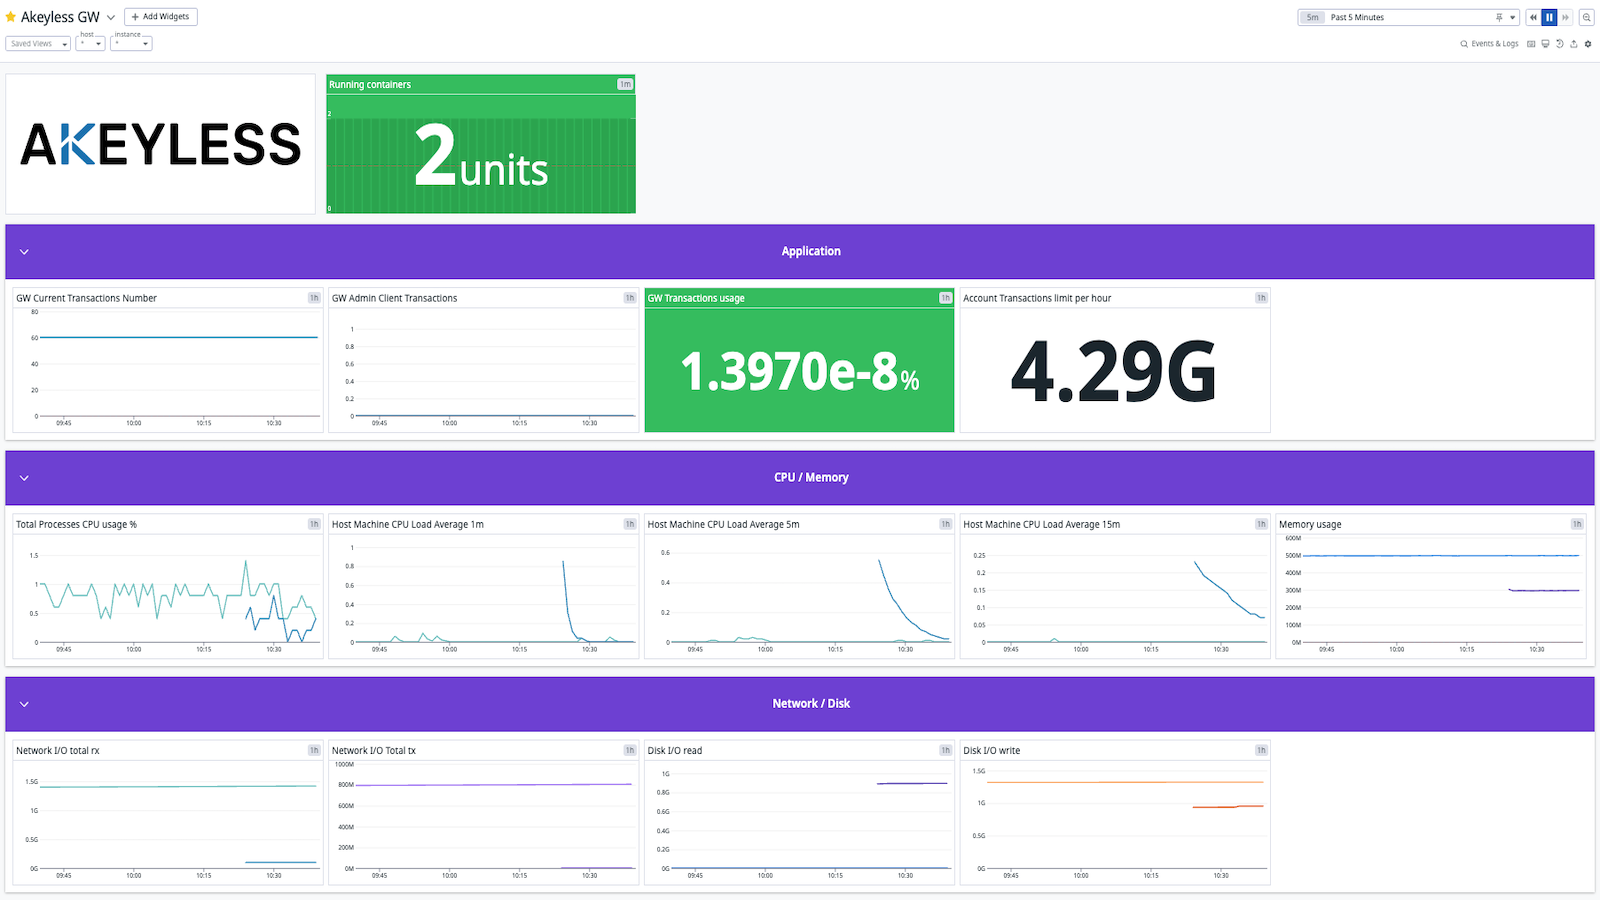 Akeyless GW
+ Add Widgets
5m Past 5 Minutes
Saved Views
host
*
instance
*
Events & Logs
AKEYLESS
Running containers 1m
2
2units
0
Application
GW Current Transactions Number 1h
80
60
40
20
0
09:45 10:00 10:15 10:30
GW Admin Client Transactions 1h
1
0.8
0.6
0.4
0.2
0
09:45 10:00 10:15 10:30
GW Transactions usage 1h
1.3970e-8%
Account Transactions limit per hour 1h
4.29G
CPU / Memory
Total Processes CPU usage % 1h
1.5
1
0.5
0
09:45 10:00 10:15 10:30
Host Machine CPU Load Average 1m 1h
1
0.8
0.6
0.4
0.2
0
09:45 10:00 10:15 10:30
Host Machine CPU Load Average 5m 1h
0.6
0.4
0.2
0
09:45 10:00 10:15 10:30
Host Machine CPU Load Average 15m 1h
0.25
0.2
0.15
0.1
0.05
0
09:45 10:00 10:15 10:30
Memory usage 1h
600M
500M
400M
300M
200M
100M
0M
09:45 10:00 10:15 10:30
Network / Disk
Network I/O total rx 1h
1.5G
1G
0.5G
0G
09:45 10:00 10:15 10:30
Network I/O Total tx 1h
1000M
800M
600M
400M
200M
0M
09:45 10:00 10:15 10:30
Disk I/O read 1h
1G
0.8G
0.6G
0.4G
0.2G
0G
09:45 10:00 10:15 10:30
Disk I/O write 1h
1.5G
1G
0.5G
0G
09:45 10:00 10:15 10:30